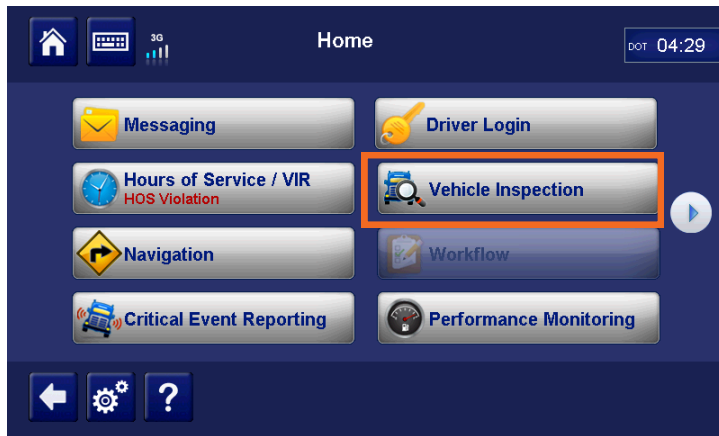 3G
Home
DOT 04:29
Messaging
Driver Login
Hours of Service / VIR
HOS Violation
Vehicle Inspection
Navigation
Workflow
Critical Event Reporting
Performance Monitoring
?